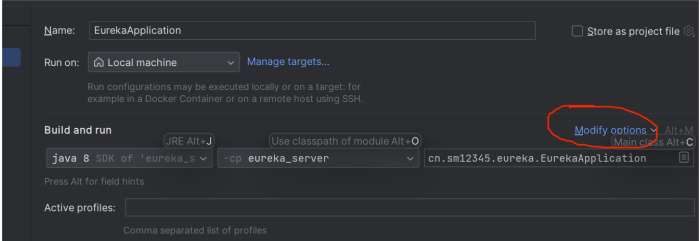 Name: EurekaApplication
Store as project file
Run on: Local machine Manage targets...
Run configurations may be executed locally or on a target: for
example in a Docker Container or on a remote host using SSH.
Build and run
Modify options Alt+M
JRE Alt+J
Use classpath of module Alt+O
Main class Alt+C
java 8 SDK of 'eureka_s
-cp eureka_server
cn.sm12345.eureka.EurekaApplication
Press Alt for field hints
Active profiles:
Comma separated list of profiles